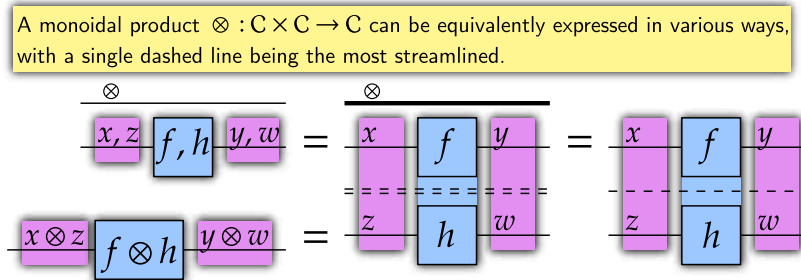 A monoidal product ⊗ : C × C → C can be equivalently expressed in various ways,
with a single dashed line being the most streamlined.
⊗ ⊗
x, z f, h y, w = x f y = x f y
z h w z h w
x ⊗ z f ⊗ h y ⊗ w =